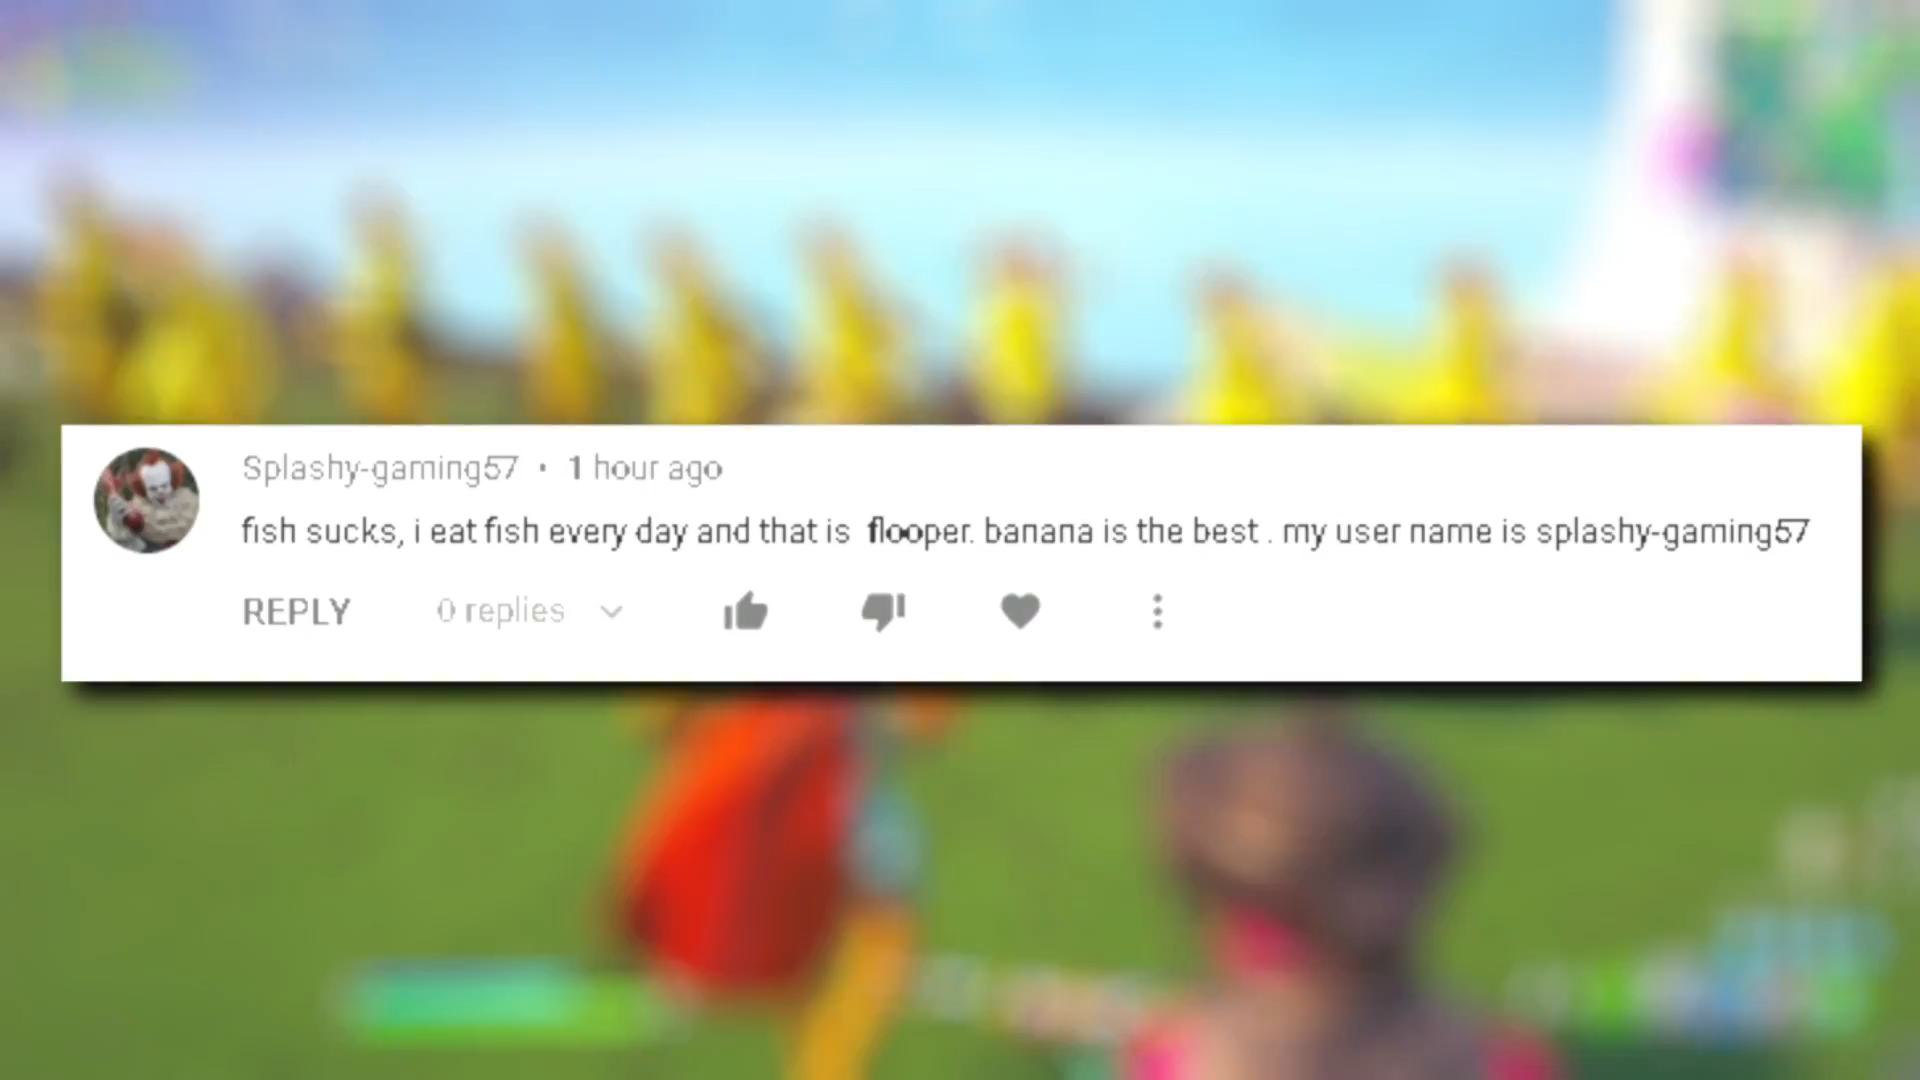 Splashy-gaming57 • 1 hour ago
fish sucks, i eat fish every day and that is flooper. banana is the best . my user name is splashy-gaming57
REPLY 0 replies